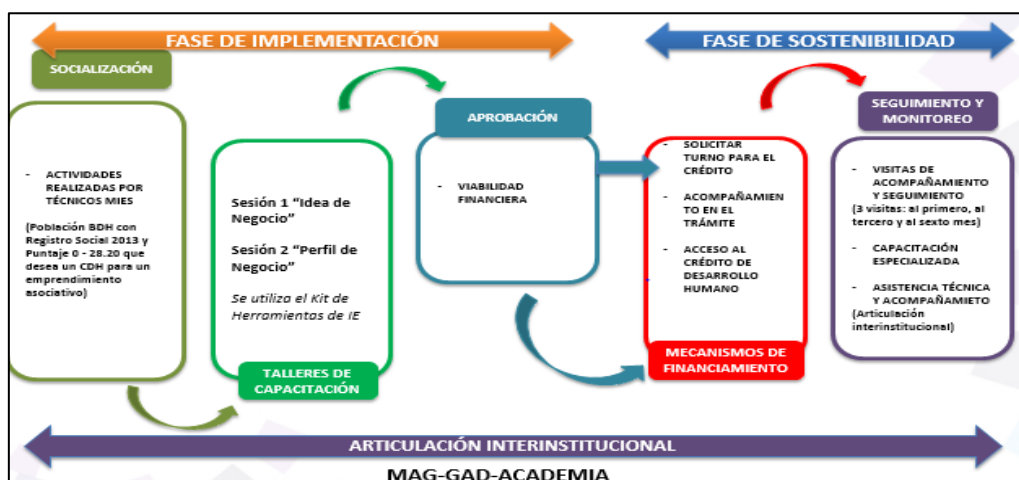 FASE DE IMPLEMENTACIÓN
FASE DE SOSTENIBILIDAD
SOCIALIZACIÓN
- ACTIVIDADES
REALIZADAS POR
TÉCNICOS MIES
(Población BDH con
Registro Social 2013 y
Puntaje 0 - 28.20 que
desea un CDH para un
emprendimiento
asociativo)
Sesión 1 "Idea de
Negocio"
Sesión 2 "Perfil de
Negocio"
Se utiliza el Kit de
Herramientas de IE
TALLERES DE
CAPACITACIÓN
APROBACIÓN
- VIABILIDAD
FINANCIERA
- SOLICITAR
TURNO PARA EL
CRÉDITO
- ACOMPAÑAMIEN
TO EN EL
TRÁMITE
- ACCESO AL
CRÉDITO DE
DESARROLLO
HUMANO
MECANISMOS DE
FINANCIAMIENTO
SEGUIMIENTO Y
MONITOREO
- VISITAS DE
ACOMPAÑAMIENTO
Y SEGUIMIENTO
(3 visitas: al primero, al
tercero y al sexto mes)
- CAPACITACIÓN
ESPECIALIZADA
- ASISTENCIA TÉCNICA
Y ACOMPAÑAMIETO
(Articulación
interinstitucional)
ARTICULACIÓN INTERINSTITUCIONAL
MAG-GAD-ACADEMIA